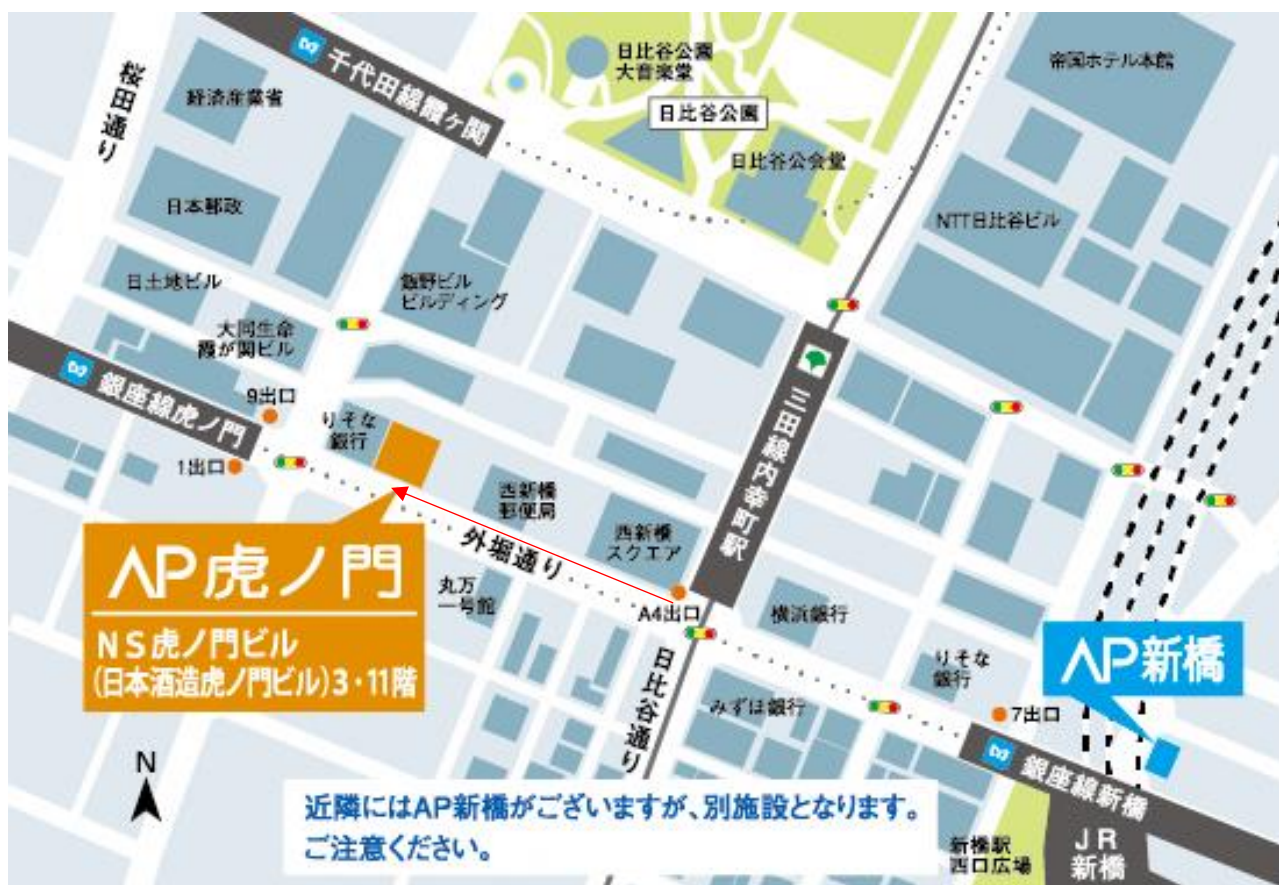 桜田通り
経済産業省
千代田線霞ヶ関
日比谷公園
大音楽堂
日比谷公園
日比谷公会堂
帝国ホテル本館
日本郵政
NTT日比谷ビル
日土地ビル
飯野ビル
ビルディング
大同生命
霞が関ビル
銀座線虎ノ門
9出口
1出口
りそな
銀行
三田線内幸町駅
西新橋
郵便局
西新橋
スクエア
外堀通り
丸万
一号館
A4出口
横浜銀行
AP虎ノ門
NS虎ノ門ビル
(日本酒造虎ノ門ビル)3・11階
日比谷通り
みずほ銀行
りそな
銀行
7出口
AP新橋
銀座線新橋
N
近隣にはAP新橋がございますが、別施設となります。
ご注意ください。
新橋駅
西口広場
JR
新橋